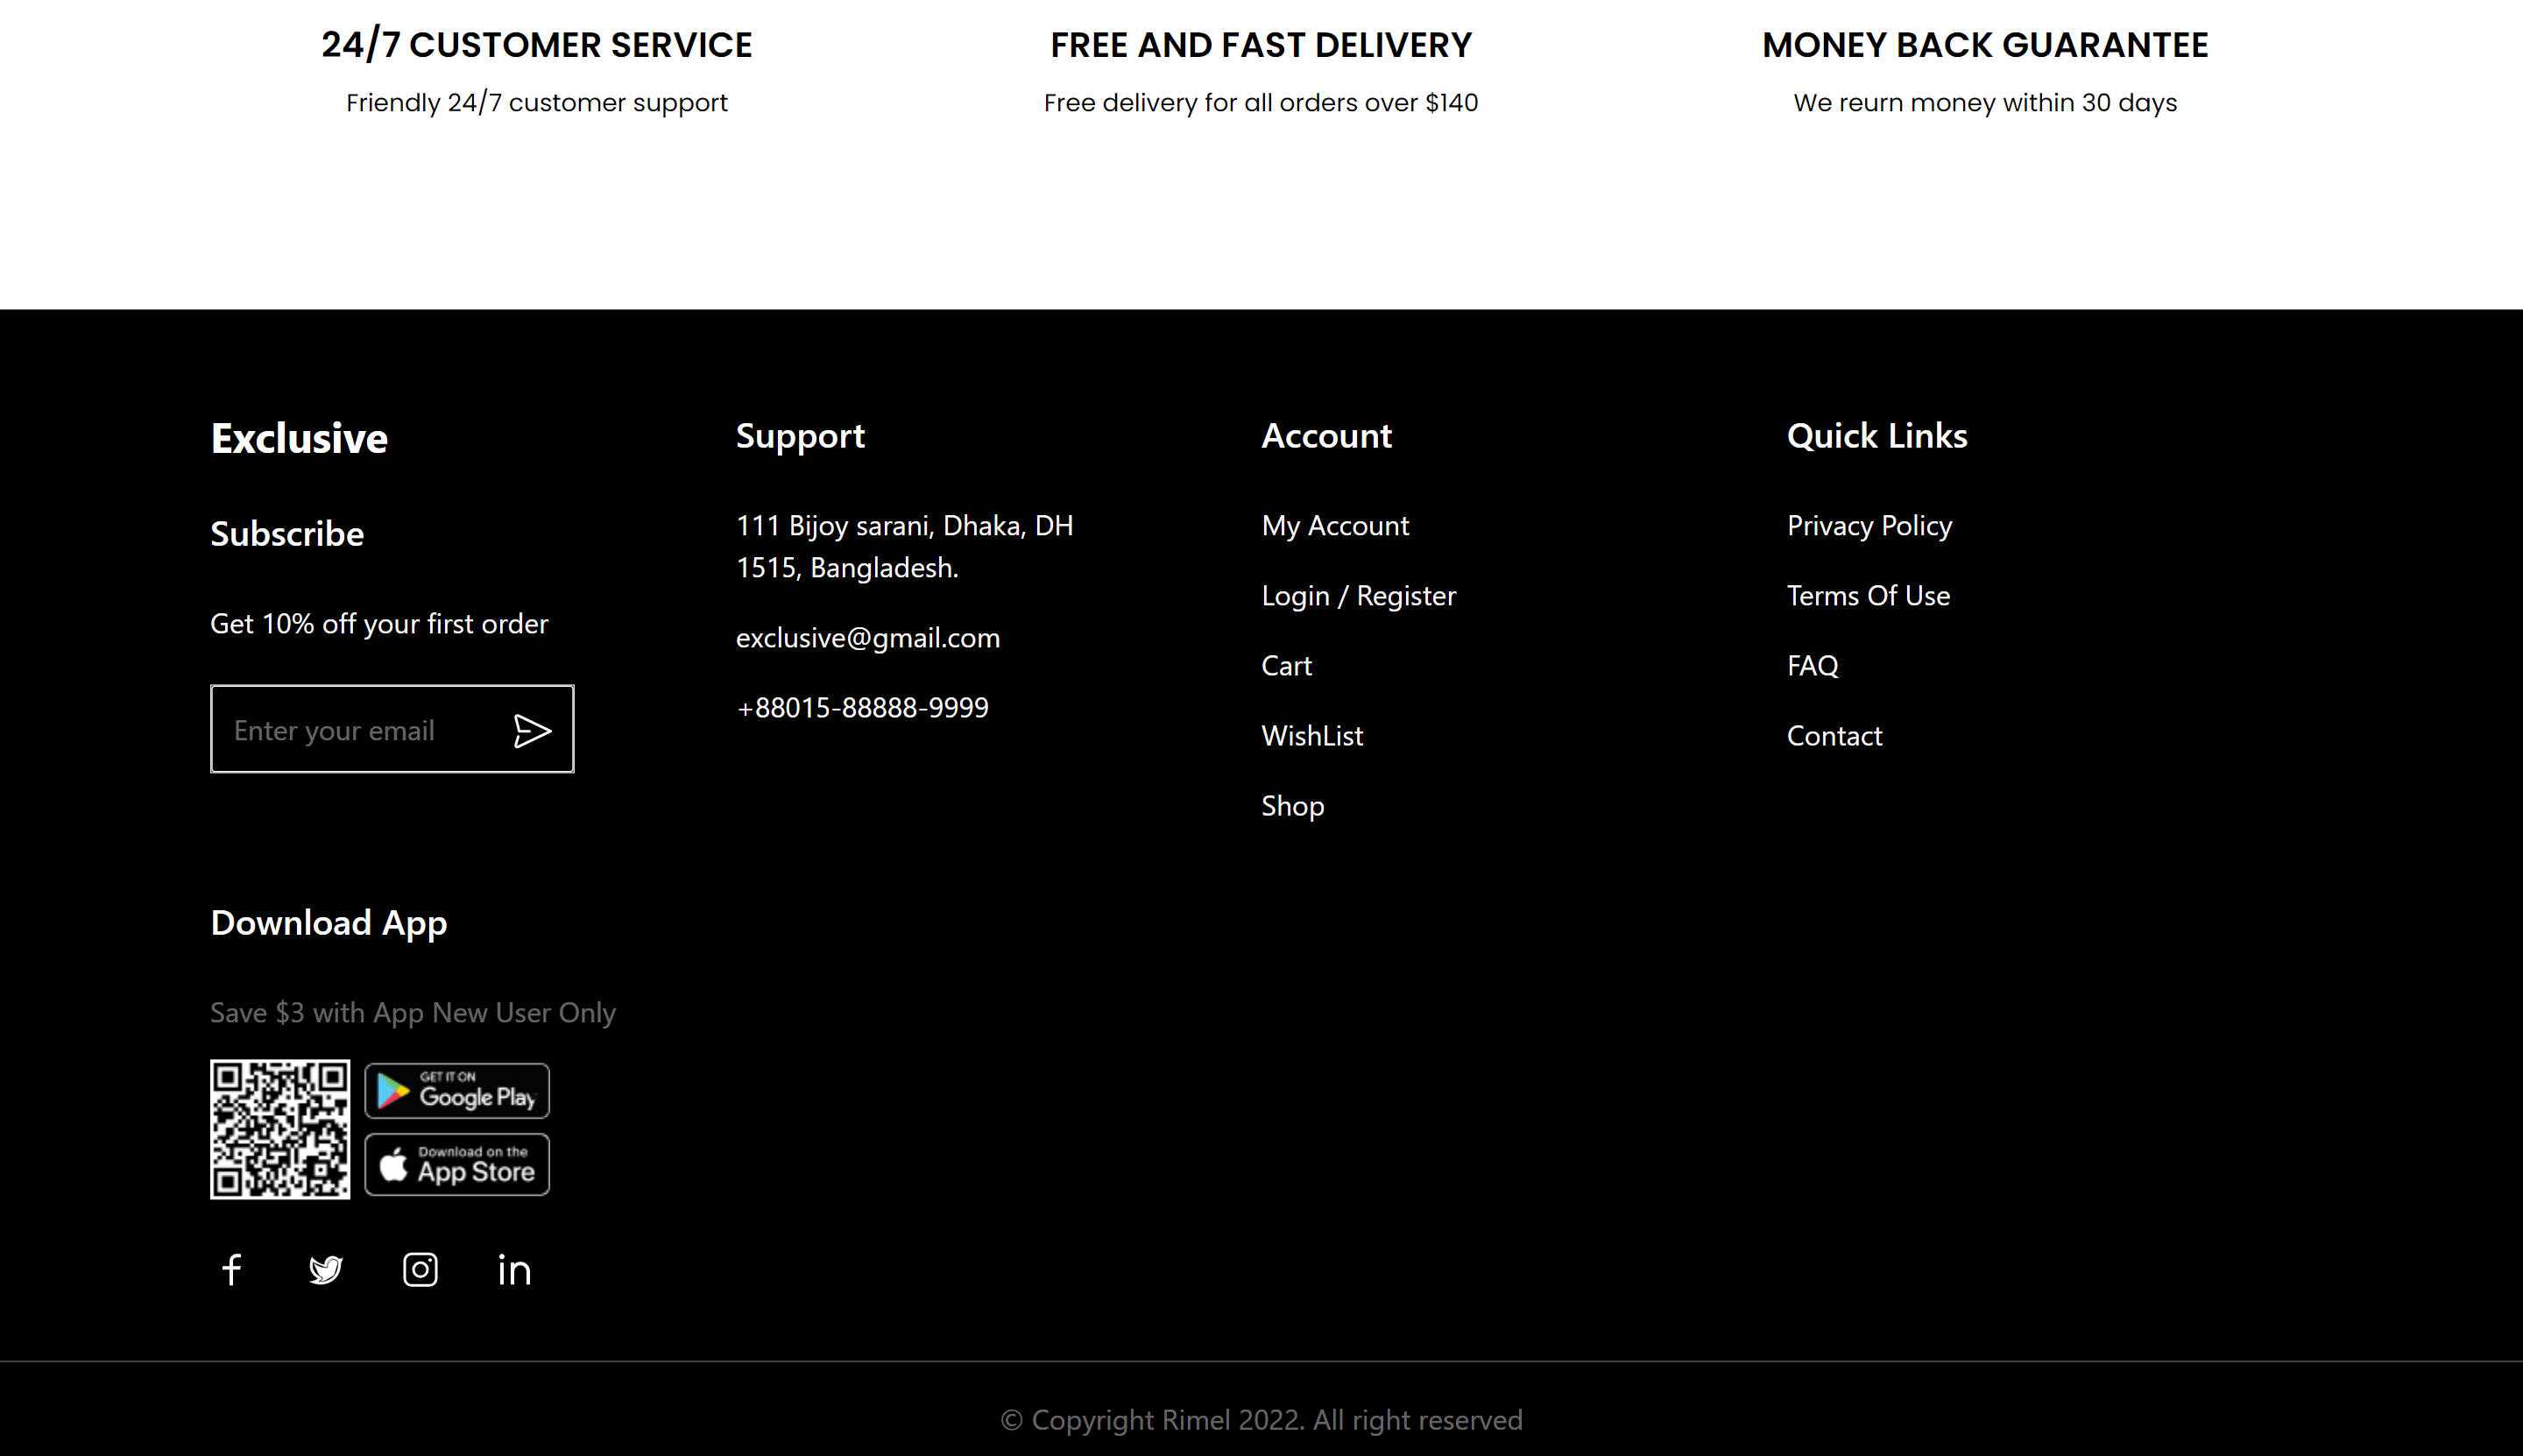 24/7 CUSTOMER SERVICE
Friendly 24/7 customer support
FREE AND FAST DELIVERY
Free delivery for all orders over $140
MONEY BACK GUARANTEE
We reurn money within 30 days
Exclusive
Subscribe
Get 10% off your first order
Enter your email
Support
111 Bijoy sarani, Dhaka, DH
1515, Bangladesh.
exclusive@gmail.com
+88015-88888-9999
Account
My Account
Login / Register
Cart
WishList
Shop
Quick Links
Privacy Policy
Terms Of Use
FAQ
Contact
Download App
Save $3 with App New User Only
GET IT ON
Google Play
Download on the
App Store
© Copyright Rimel 2022. All right reserved